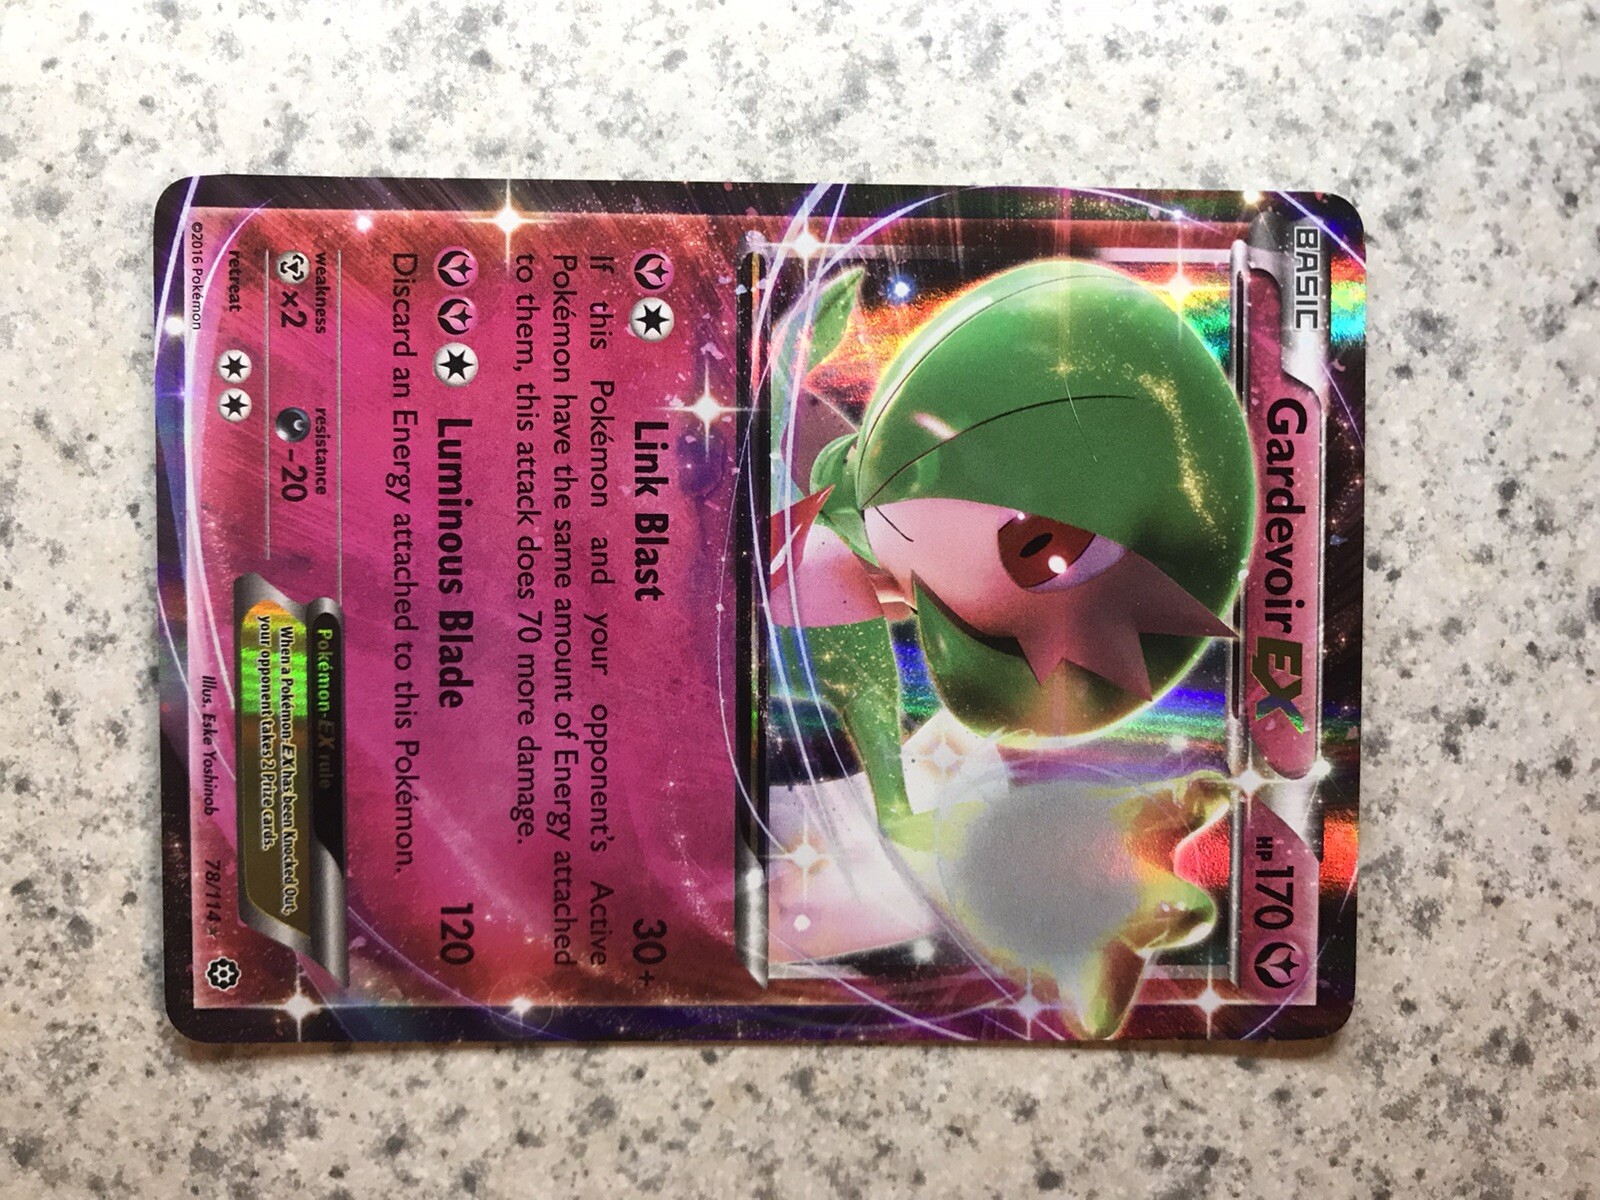 BASIC
Gardevoir EX
HP 170
Link Blast 30+
If this Pokémon and your opponent's Active
Pokémon have the same amount of Energy attached
to them, this attack does 70 more damage.
Luminous Blade 120
Discard an Energy attached to this Pokémon.
weakness resistance
×2 -20
retreat
Pokémon-EX rule
When a Pokémon-EX has been Knocked Out,
your opponent takes 2 Prize cards.
©2016 Pokémon
Illus. Eske Yoshinob
78/114